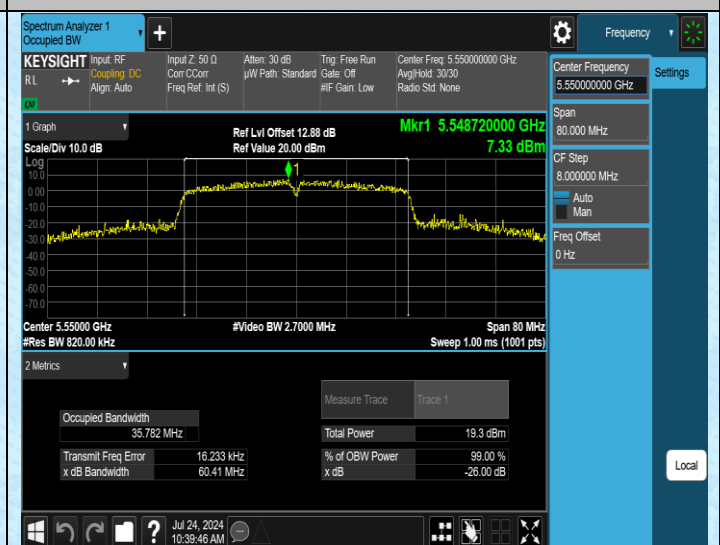 Spectrum Analyzer 1
Occupied BW
+
Frequency
KEYSIGHT
RL
Input: RF
Coupling: DC
Align: Auto
Input Z: 50 Ω
Corr CCorr
Freq Ref: Int (S)
Atten: 30 dB
µW Path: Standard
Trig: Free Run
Gate: Off
#IF Gain: Low
Center Freq: 5.550000000 GHz
Avg|Hold: 30/30
Radio Std: None
Center Frequency
5.550000000 GHz
Settings
Span
80.000 MHz
CF Step
8.000000 MHz
Auto
Man
Freq Offset
0 Hz
Local
1 Graph
Scale/Div 10.0 dB
Ref Lvl Offset 12.88 dB
Ref Value 20.00 dBm
Mkr1 5.548720000 GHz
7.33 dBm
Log
10.0
0.00
-10.0
-20.0
-30.0
-40.0
-50.0
-60.0
-70.0
1
Center 5.55000 GHz
#Res BW 820.00 kHz
#Video BW 2.7000 MHz
Span 80 MHz
Sweep 1.00 ms (1001 pts)
2 Metrics
Measure Trace
Trace 1
Occupied Bandwidth
35.782 MHz
Total Power
19.3 dBm
Transmit Freq Error
16.233 kHz
% of OBW Power
99.00 %
x dB Bandwidth
60.41 MHz
x dB
-26.00 dB
?
Jul 24, 2024
10:39:46 AM